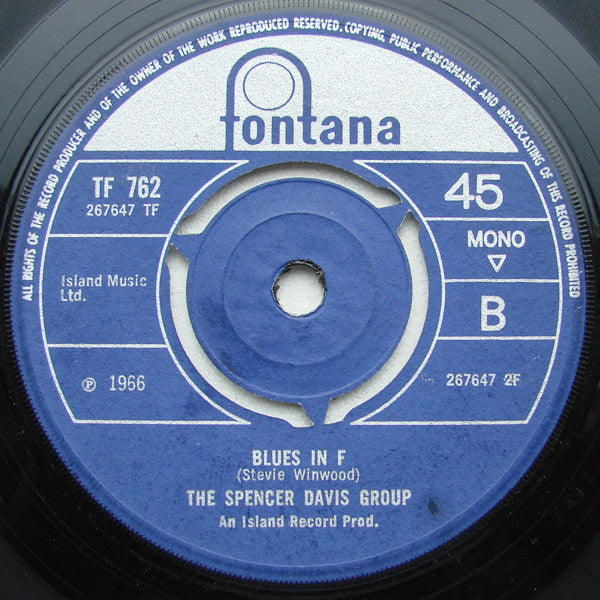 ALL RIGHTS OF THE RECORD PRODUCER AND OF THE OWNER OF THE WORK REPRODUCED RESERVED. COPYING, PUBLIC PERFORMANCE AND BROADCASTING OF THIS RECORD PROHIBITED
fontana
TF 762
267647 TF
45
MONO
Island Music
Ltd.
B
℗ 1966
267647 2F
BLUES IN F
(Stevie Winwood)
THE SPENCER DAVIS GROUP
An Island Record Prod.